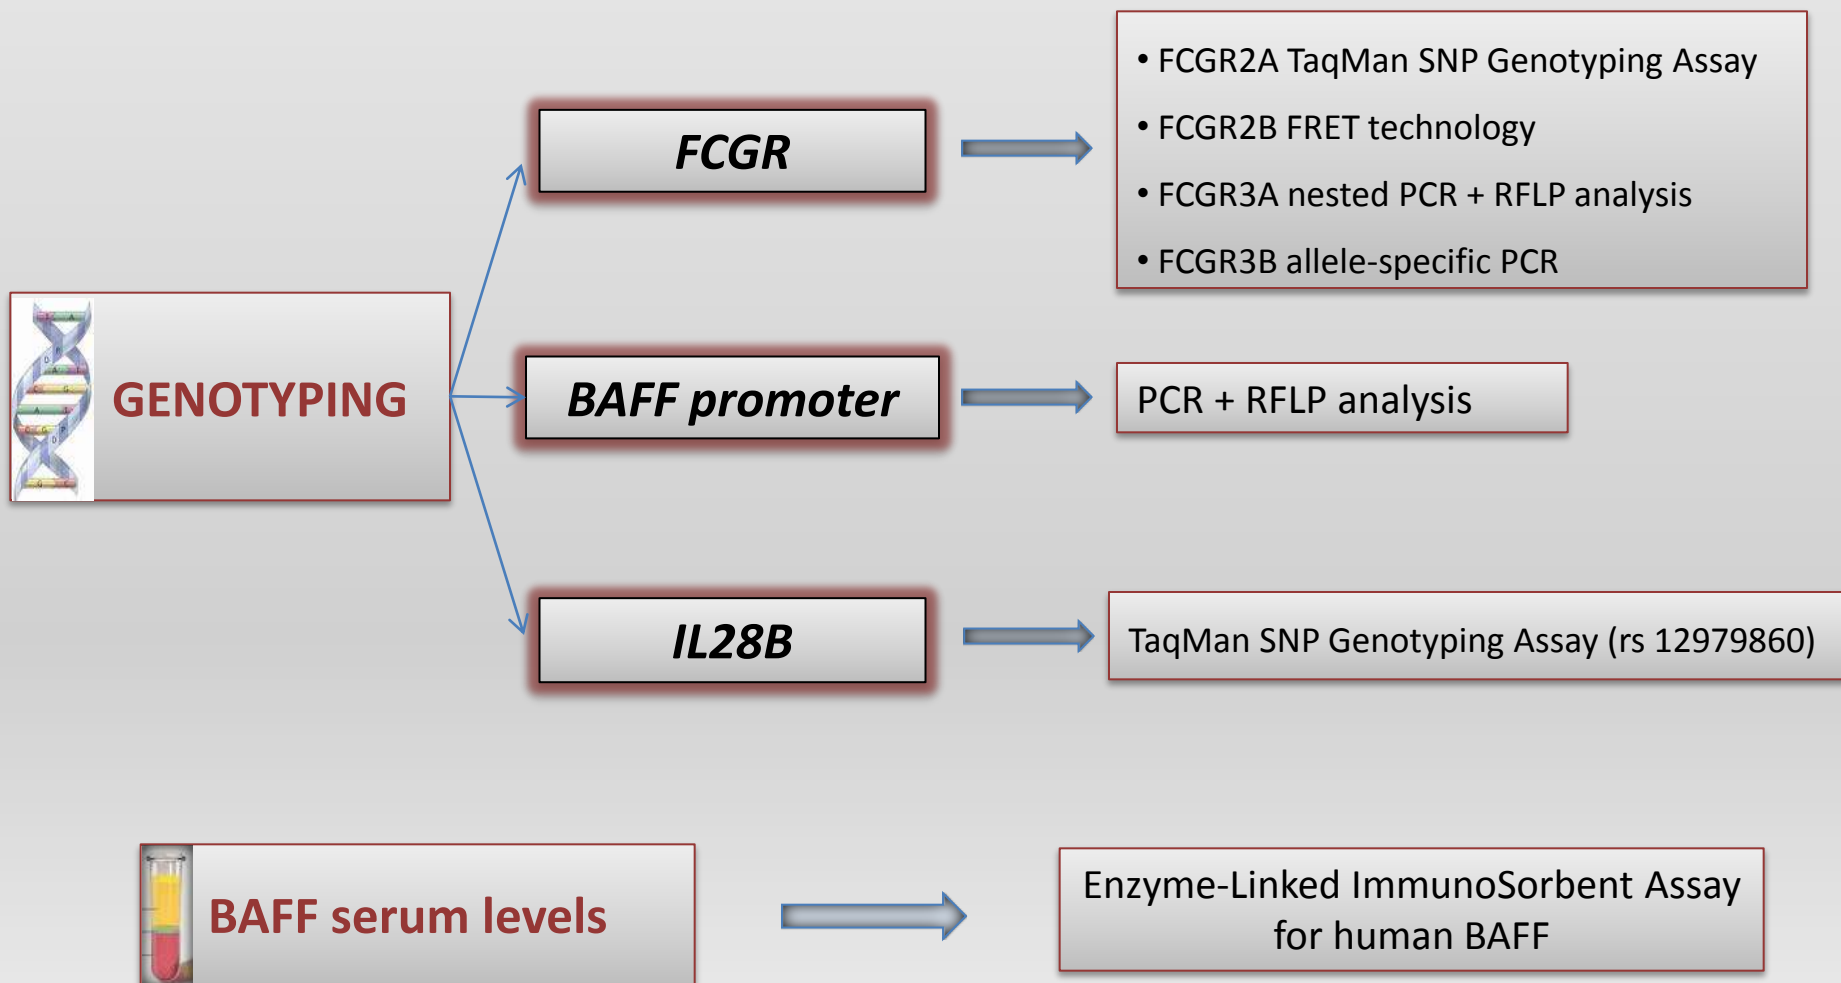 GENOTYPING
FCGR
• FCGR2A TaqMan SNP Genotyping Assay
• FCGR2B FRET technology
• FCGR3A nested PCR + RFLP analysis
• FCGR3B allele-specific PCR
BAFF promoter
PCR + RFLP analysis
IL28B
TaqMan SNP Genotyping Assay (rs 12979860)
BAFF serum levels
Enzyme-Linked ImmunoSorbent Assay
for human BAFF